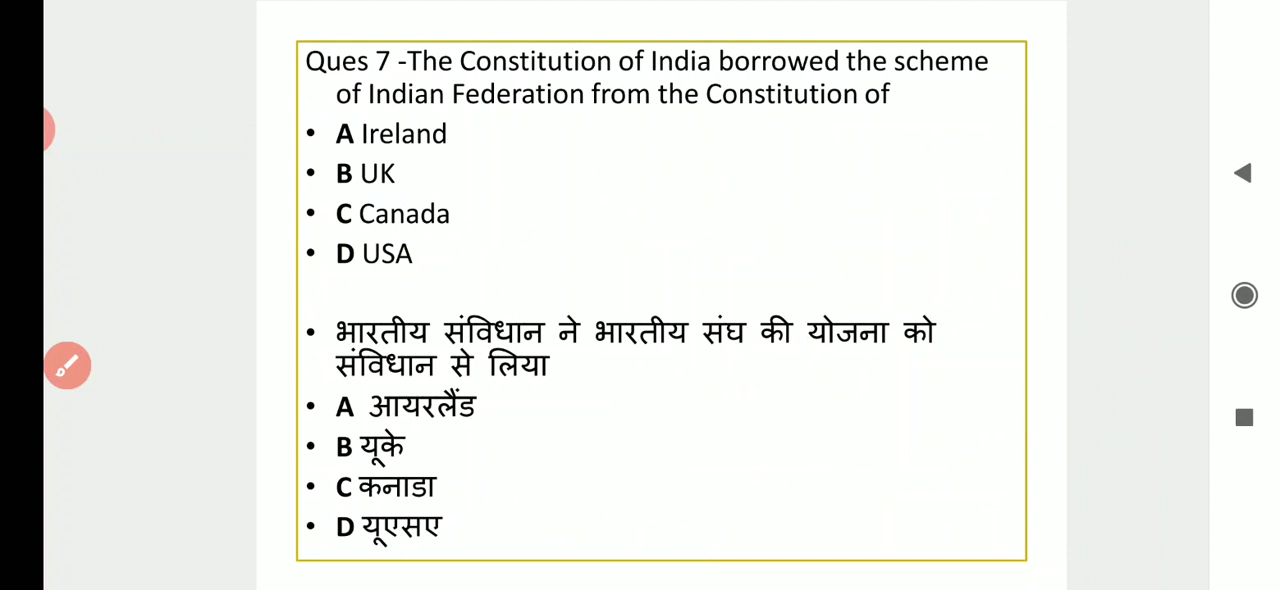 Ques 7 -The Constitution of India borrowed the scheme
of Indian Federation from the Constitution of
• A Ireland
• B UK
• C Canada
• D USA
• भारतीय संविधान ने भारतीय संघ की योजना को
संविधान से लिया
• A आयरलैंड
• B यूके
• C कनाडा
• D यूएसए